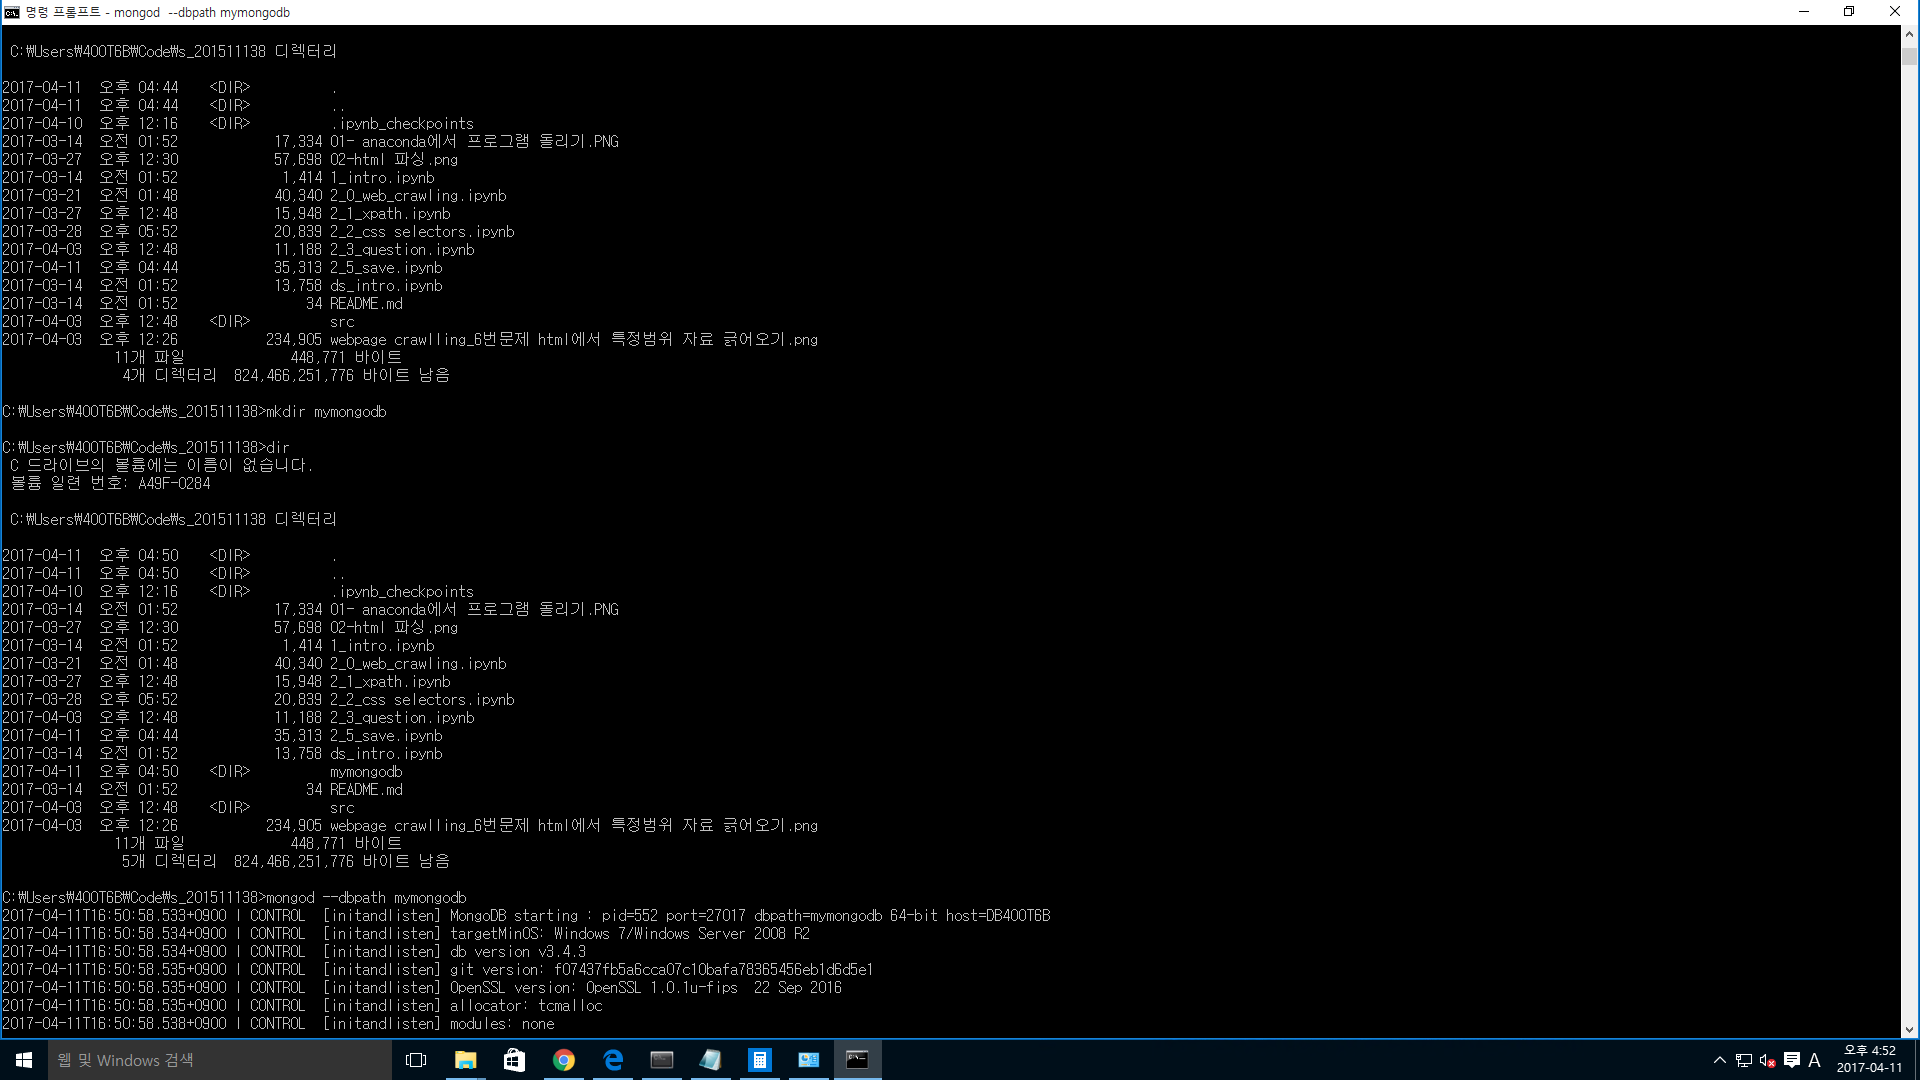 명령 프롬프트 - mongod  --dbpath mymongodb
C:₩Users₩400T6B₩Code₩s_201511138 디렉터리
2017-04-11  오후 04:44    <DIR>          .
2017-04-11  오후 04:44    <DIR>          ..
2017-04-10  오후 12:16    <DIR>          .ipynb_checkpoints
2017-03-14  오전 01:52            17,334 01- anaconda에서 프로그램 돌리기.PNG
2017-03-27  오후 12:30            57,698 02-html 파싱.png
2017-03-14  오전 01:52             1,414 1_intro.ipynb
2017-03-21  오전 01:48            40,340 2_0_web_crawling.ipynb
2017-03-27  오후 12:48            15,948 2_1_xpath.ipynb
2017-03-28  오후 05:52            20,839 2_2_css selectors.ipynb
2017-04-03  오후 12:48            11,188 2_3_question.ipynb
2017-04-11  오후 04:44            35,313 2_5_save.ipynb
2017-03-14  오전 01:52            13,758 ds_intro.ipynb
2017-03-14  오전 01:52                34 README.md
2017-04-03  오후 12:48    <DIR>          src
2017-04-03  오후 12:26           234,905 webpage crawlling_6번문제 html에서 특정범위 자료 긁어오기.png
11개 파일             448,771 바이트
4개 디렉터리  824,466,251,776 바이트 남음
C:₩Users₩400T6B₩Code₩s_201511138>mkdir mymongodb
C:₩Users₩400T6B₩Code₩s_201511138>dir
C 드라이브의 볼륨에는 이름이 없습니다.
볼륨 일련 번호: A49F-0284
C:₩Users₩400T6B₩Code₩s_201511138 디렉터리
2017-04-11  오후 04:50    <DIR>          .
2017-04-11  오후 04:50    <DIR>          ..
2017-04-10  오후 12:16    <DIR>          .ipynb_checkpoints
2017-03-14  오전 01:52            17,334 01- anaconda에서 프로그램 돌리기.PNG
2017-03-27  오후 12:30            57,698 02-html 파싱.png
2017-03-14  오전 01:52             1,414 1_intro.ipynb
2017-03-21  오전 01:48            40,340 2_0_web_crawling.ipynb
2017-03-27  오후 12:48            15,948 2_1_xpath.ipynb
2017-03-28  오후 05:52            20,839 2_2_css selectors.ipynb
2017-04-03  오후 12:48            11,188 2_3_question.ipynb
2017-04-11  오후 04:44            35,313 2_5_save.ipynb
2017-03-14  오전 01:52            13,758 ds_intro.ipynb
2017-04-11  오후 04:50    <DIR>          mymongodb
2017-03-14  오전 01:52                34 README.md
2017-04-03  오후 12:48    <DIR>          src
2017-04-03  오후 12:26           234,905 webpage crawlling_6번문제 html에서 특정범위 자료 긁어오기.png
11개 파일             448,771 바이트
5개 디렉터리  824,466,251,776 바이트 남음
C:₩Users₩400T6B₩Code₩s_201511138>mongod --dbpath mymongodb
2017-04-11T16:50:58.533+0900 I CONTROL  [initandlisten] MongoDB starting : pid=552 port=27017 dbpath=mymongodb 64-bit host=DB400T6B
2017-04-11T16:50:58.534+0900 I CONTROL  [initandlisten] targetMinOS: Windows 7/Windows Server 2008 R2
2017-04-11T16:50:58.534+0900 I CONTROL  [initandlisten] db version v3.4.3
2017-04-11T16:50:58.535+0900 I CONTROL  [initandlisten] git version: f07437fb5a6cca07c10bafa78365456eb1d6d5e1
2017-04-11T16:50:58.535+0900 I CONTROL  [initandlisten] OpenSSL version: OpenSSL 1.0.1u-fips  22 Sep 2016
2017-04-11T16:50:58.535+0900 I CONTROL  [initandlisten] allocator: tcmalloc
2017-04-11T16:50:58.538+0900 I CONTROL  [initandlisten] modules: none
웹 및 Windows 검색
A
오후 4:52
2017-04-11